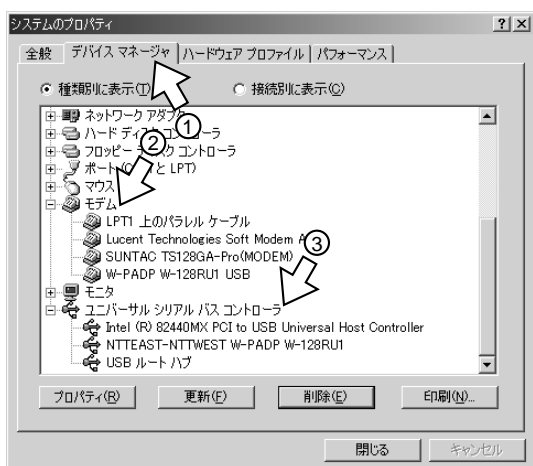 システムのプロパティ
? ×
全般 デバイス マネージャ ハードウェア プロファイル パフォーマンス
種類別に表示(T) 接続別に表示(C)
①
ネットワーク アダプタ
ハード ディスク コントローラ
②
フロッピー ディスク コントローラ
ポート (COM と LPT)
マウス
モデム
LPT1 上のパラレル ケーブル
Lucent Technologies Soft Modem
③
SUNTAC TS128GA-Pro(MODEM)
W-PADP W-128RU1 USB
モニタ
ユニバーサル シリアル バス コントローラ
Intel (R) 82440MX PCI to USB Universal Host Controller
NTTEAST-NTTWEST W-PADP W-128RU1
USB ルート ハブ
プロパティ(R) 更新(F) 削除(E) 印刷(N)...
閉じる キャンセル